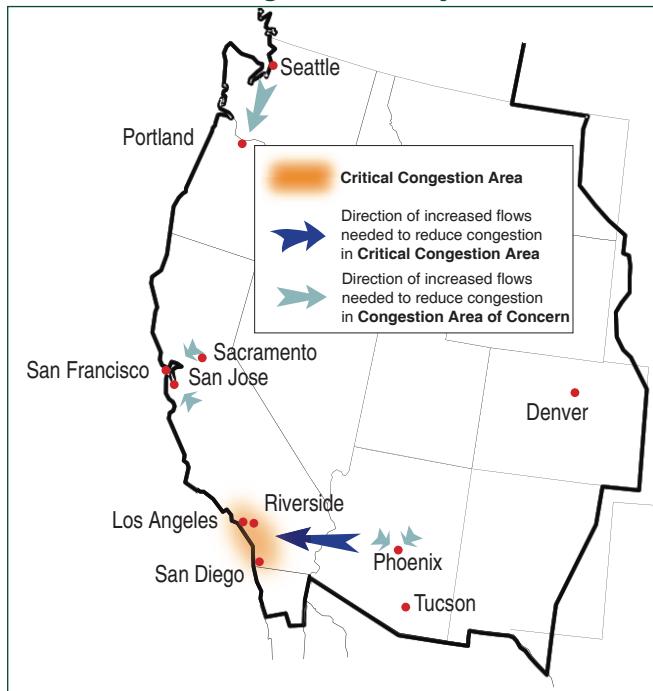 Seattle
Portland
Critical Congestion Area
Direction of increased flows
needed to reduce congestion
in Critical Congestion Area
Direction of increased flows
needed to reduce congestion
in Congestion Area of Concern
Sacramento
San Francisco
San Jose
Denver
Riverside
Los Angeles
San Diego
Phoenix
Tucson